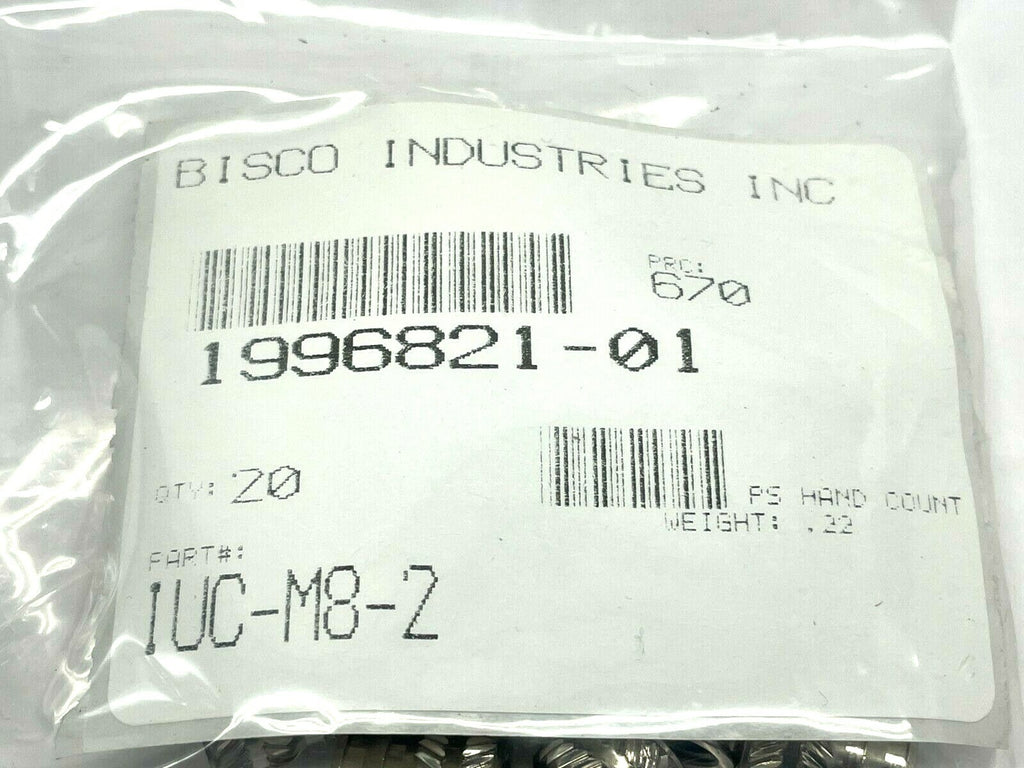 BISCO INDUSTRIES INC
PRC:
670
1996821-01
QTY: 20
PS HAND COUNT
WEIGHT: .22
PART#:
IUC-M8-2